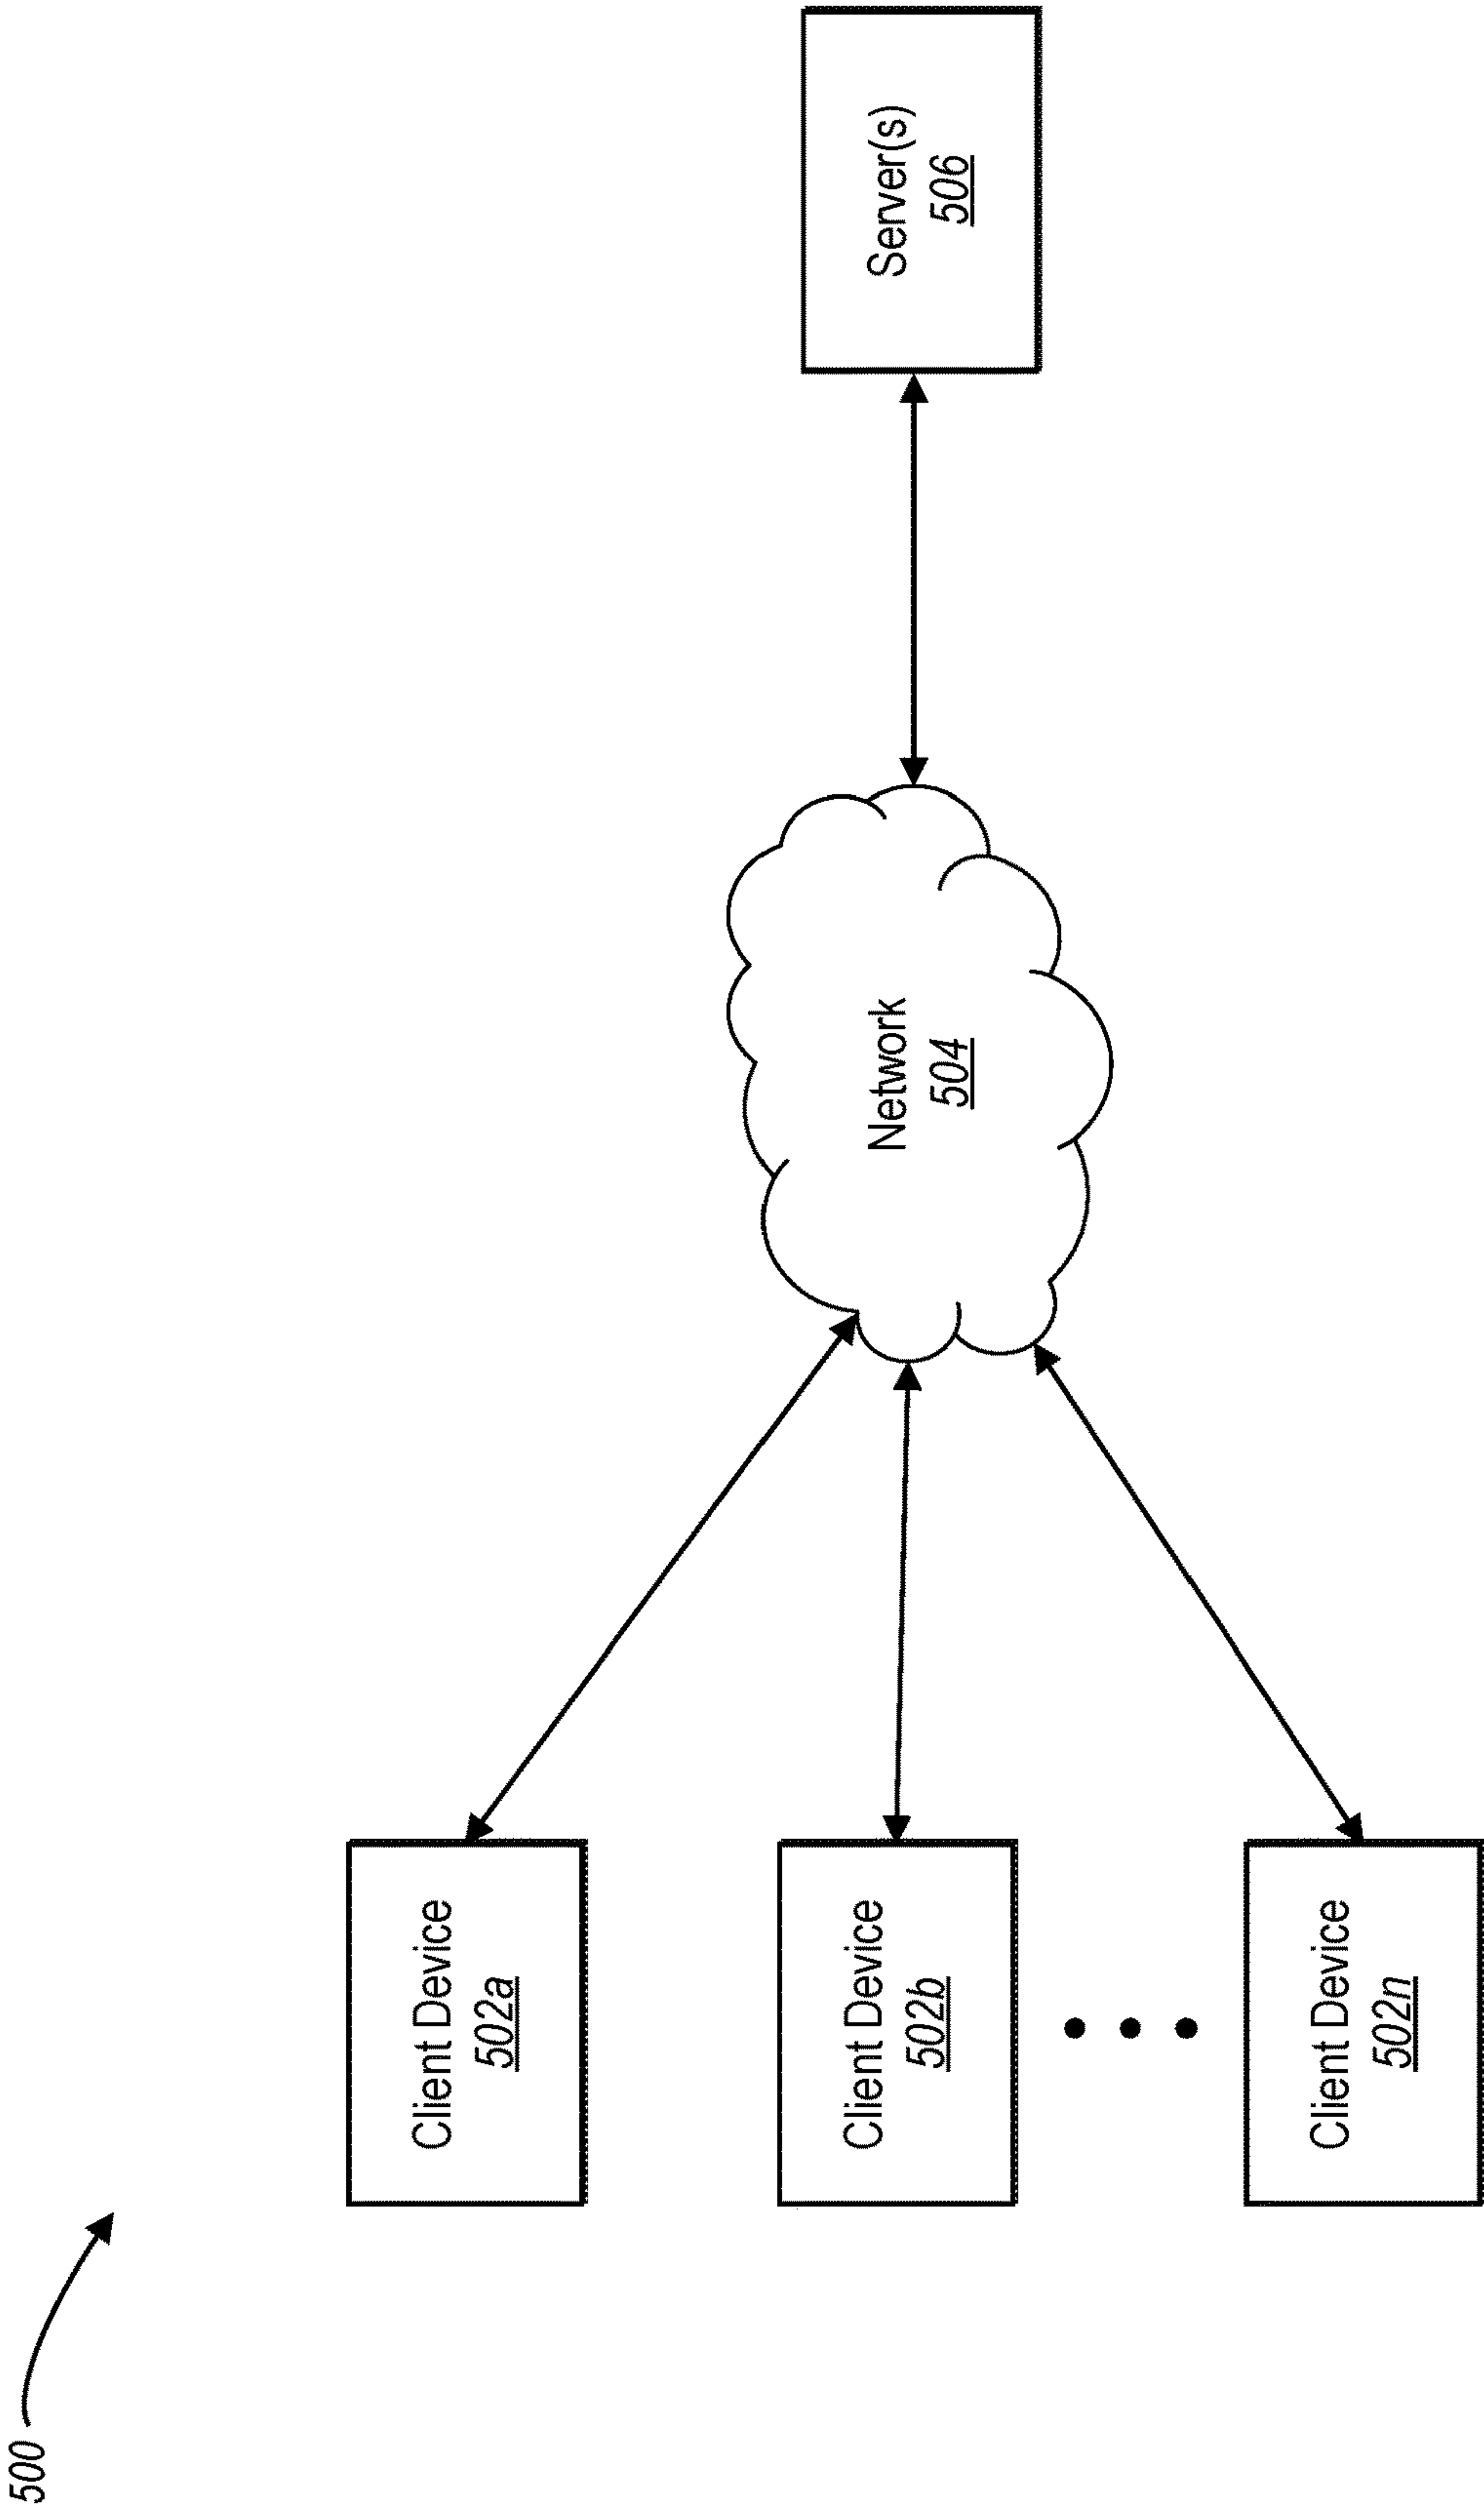 500
Client Device
502a
Client Device
502b
Client Device
502n
Network
504
Server(s)
506